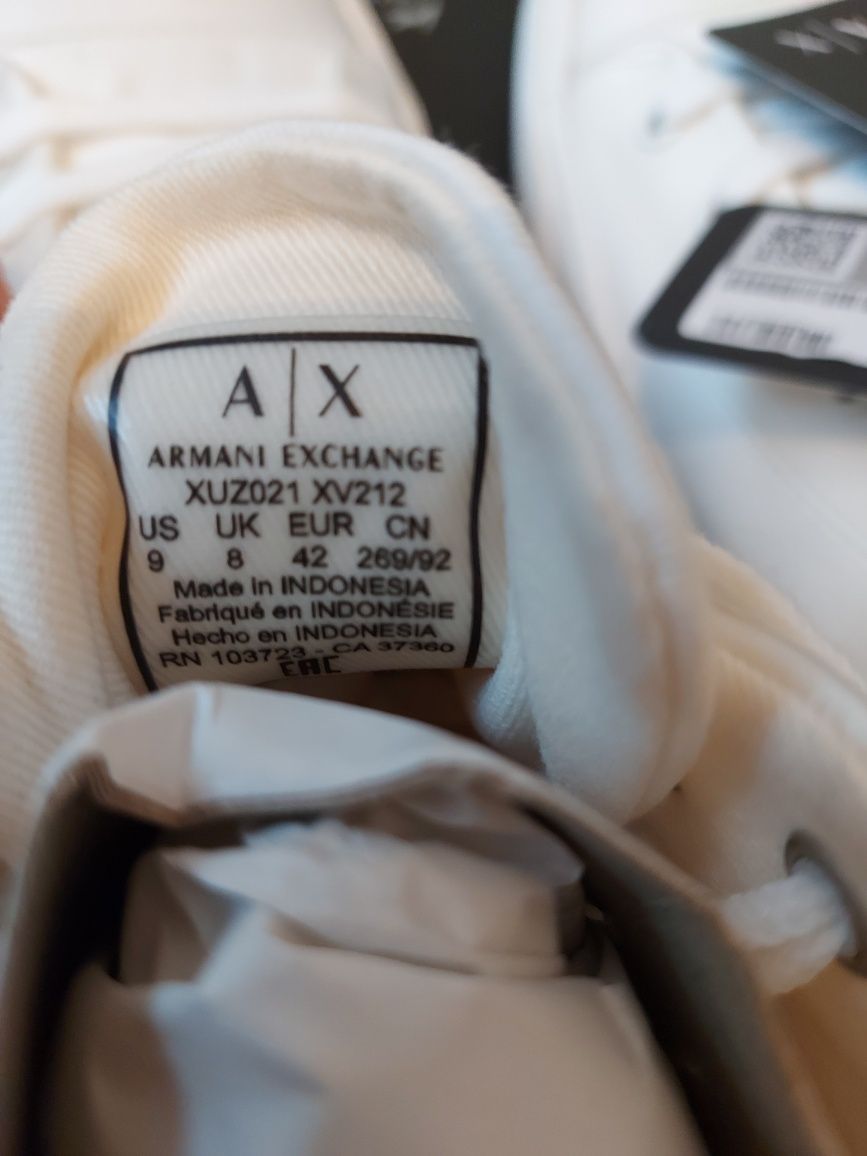 A|X
ARMANI EXCHANGE
XUZ021 XV212
US UK EUR CN
9 8 42 269/92
Made in INDONESIA
Fabriqué en INDONÉSIE
Hecho en INDONESIA
RN 103723 - CA 37360
EAC